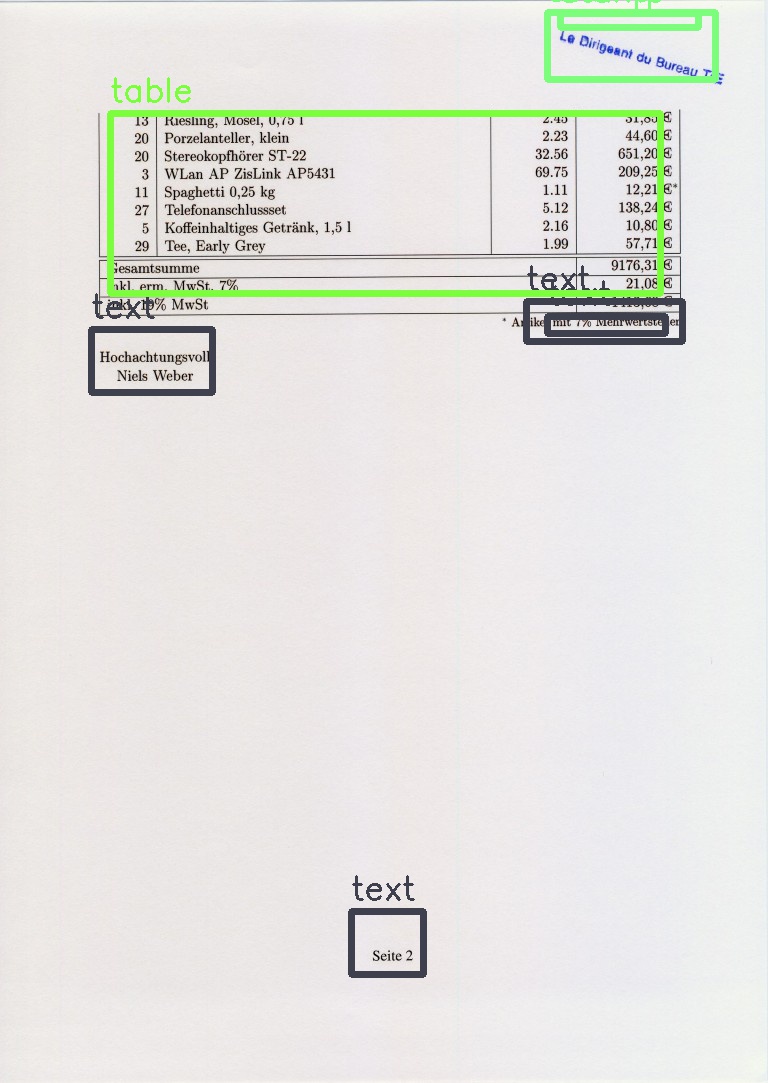 Le Dirigeant du Bureau
table
13 Riesling, Mosel, 0,75 l 2.45 31,85 €
20 Porzelanteller, klein 2.23 44,60 €
20 Stereokopfhörer ST-22 32.56 651,20 €
3 WLan AP ZisLink AP5431 69.75 209,25 €
11 Spaghetti 0,25 kg 1.11 12,21 €*
27 Telefonanschlussset 5.12 138,24 €
5 Koffeinhaltiges Getränk, 1,5 l 2.16 10,80 €
29 Tee, Early Grey 1.99 57,71 €
Gesamtsumme 9176,31 €
inkl. erm. MwSt. 7% 21,08 €
inkl. 19% MwSt
text
* Artikel mit 7% Mehrwertsteuer
text
Hochachtungsvoll
Niels Weber
text
Seite 2